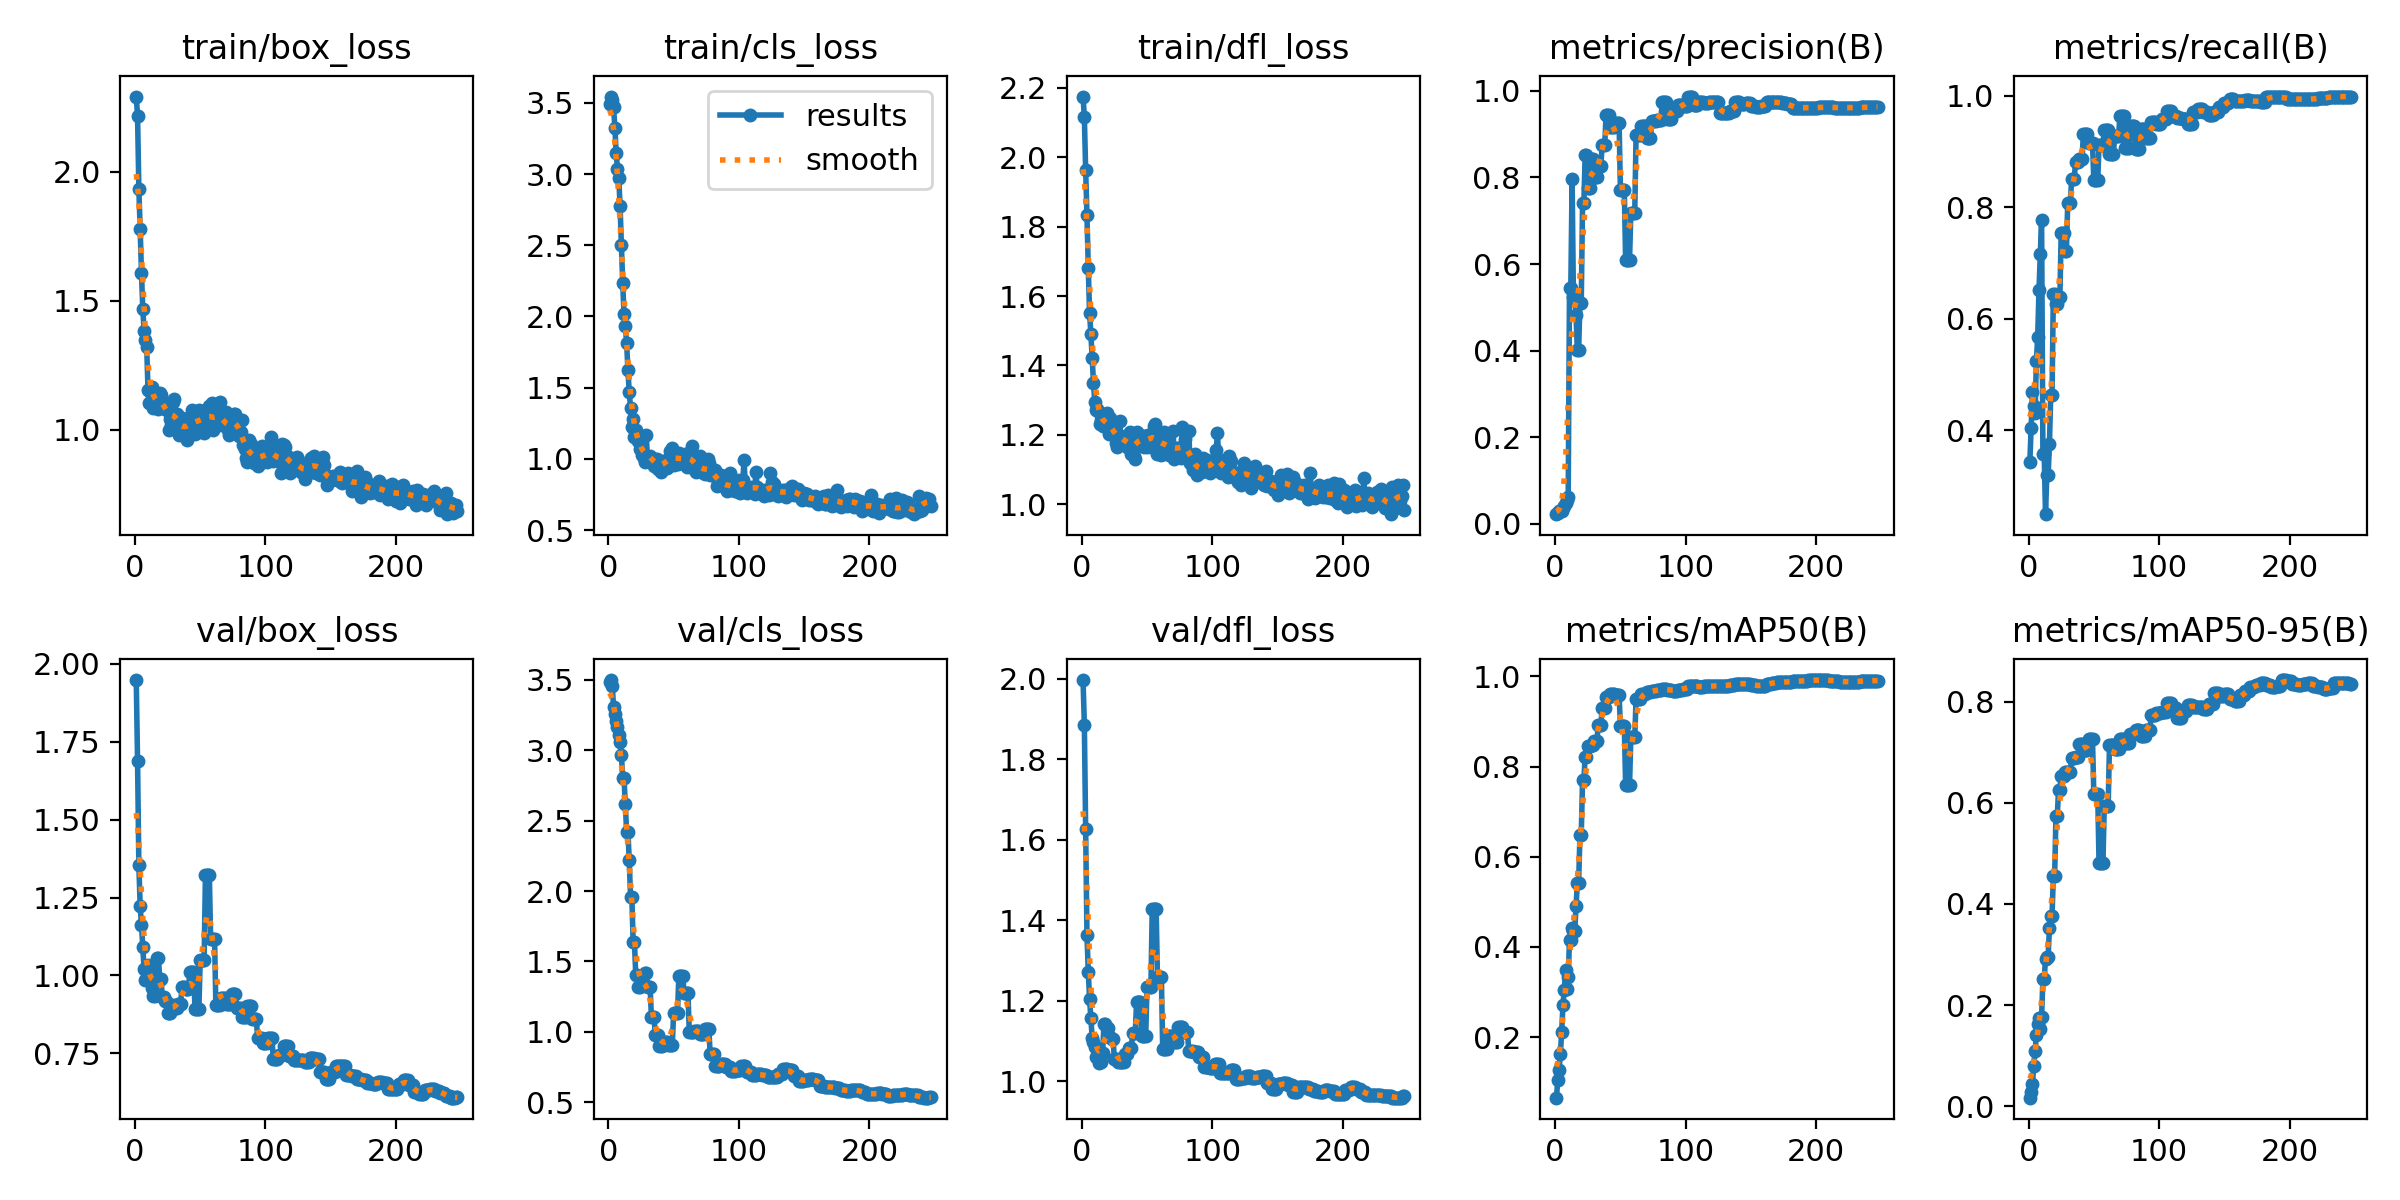 train/box_loss
train/cls_loss
train/dfl_loss
metrics/precision(B)
metrics/recall(B)
2.0
1.5
1.0
0 100 200
3.5
3.0
2.5
2.0
1.5
1.0
0.5
results
smooth
0 100 200
2.2
2.0
1.8
1.6
1.4
1.2
1.0
0 100 200
1.0
0.8
0.6
0.4
0.2
0.0
0 100 200
1.0
0.8
0.6
0.4
0 100 200
val/box_loss
val/cls_loss
val/dfl_loss
metrics/mAP50(B)
metrics/mAP50-95(B)
2.00
1.75
1.50
1.25
1.00
0.75
0 100 200
3.5
3.0
2.5
2.0
1.5
1.0
0.5
0 100 200
2.0
1.8
1.6
1.4
1.2
1.0
0 100 200
1.0
0.8
0.6
0.4
0.2
0 100 200
0.8
0.6
0.4
0.2
0.0
0 100 200